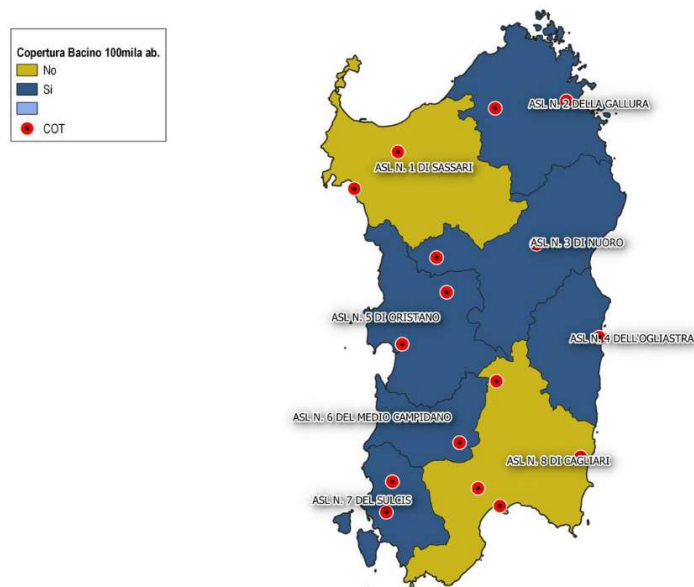 Copertura Bacino 100mila ab.
No
Si
COT
ASL N. 2 DELLA GALLURA
ASL N. 1 DI SASSARI
ASL N. 3 DI NUORO
ASL N. 5 DI ORISTANO
ASL N. 4 DELL'OGLIASTRA
ASL N. 6 DEL MEDIO CAMPIDANO
ASL N. 8 DI CAGLIARI
ASL N. 7 DEL SULCIS